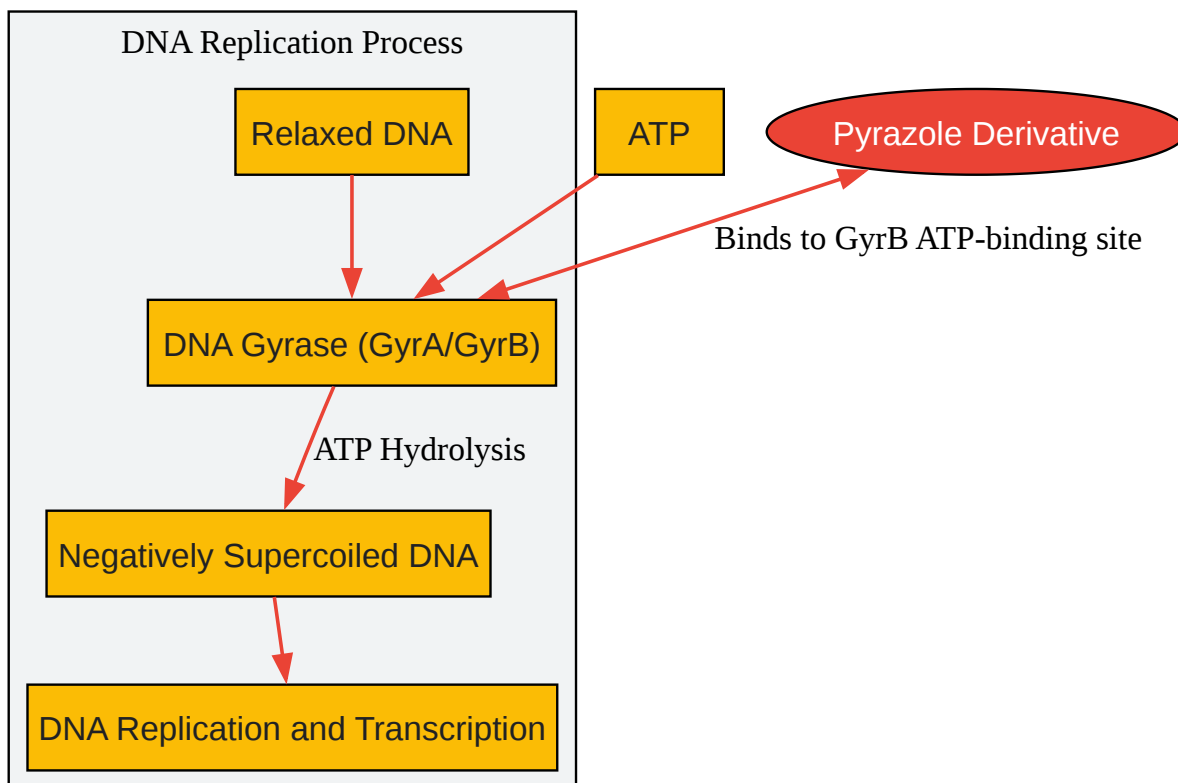 DNA Replication Process
Relaxed DNA
ATP
Pyrazole Derivative
Binds to GyrB ATP-binding site
DNA Gyrase (GyrA/GyrB)
ATP Hydrolysis
Negatively Supercoiled DNA
DNA Replication and Transcription